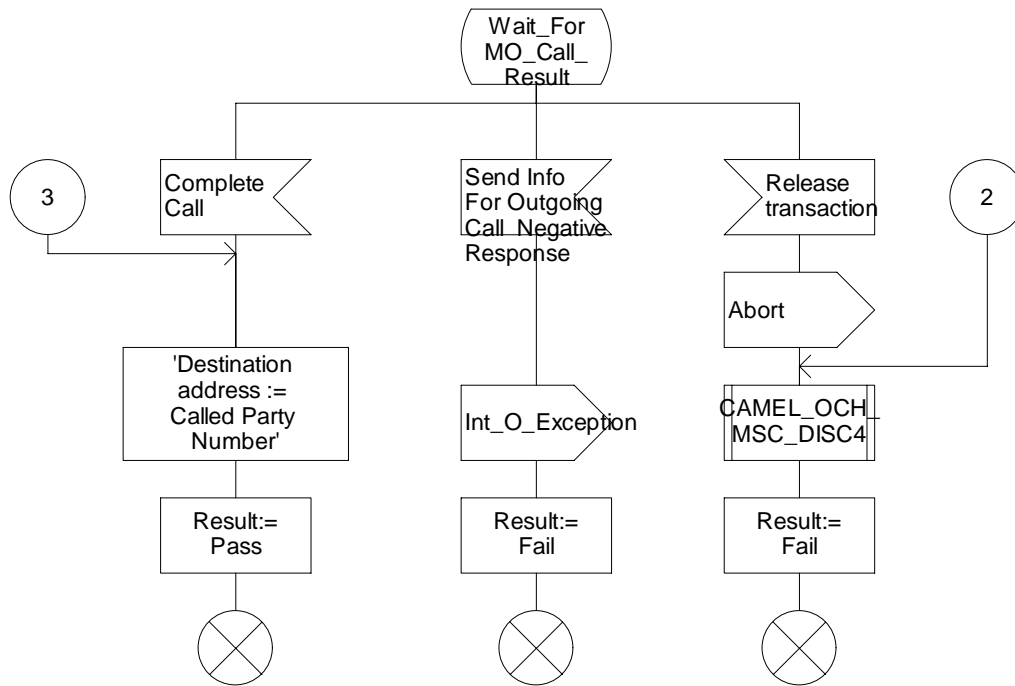 Wait_For
MO_Call_
Result
3
Complete
Call
Send Info
For Outgoing
Call Negative
Response
Release
transaction
2
Abort
'Destination
address :=
Called Party
Number'
Int_O_Exception
CAMEL_OCH_
MSC_DISC4
Result:=
Pass
Result:=
Fail
Result:=
Fail